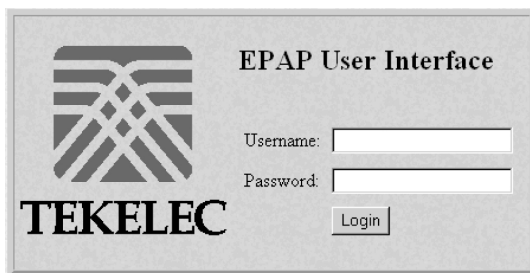 EPAP User Interface
Username:
Password:
Login
TEKELEC